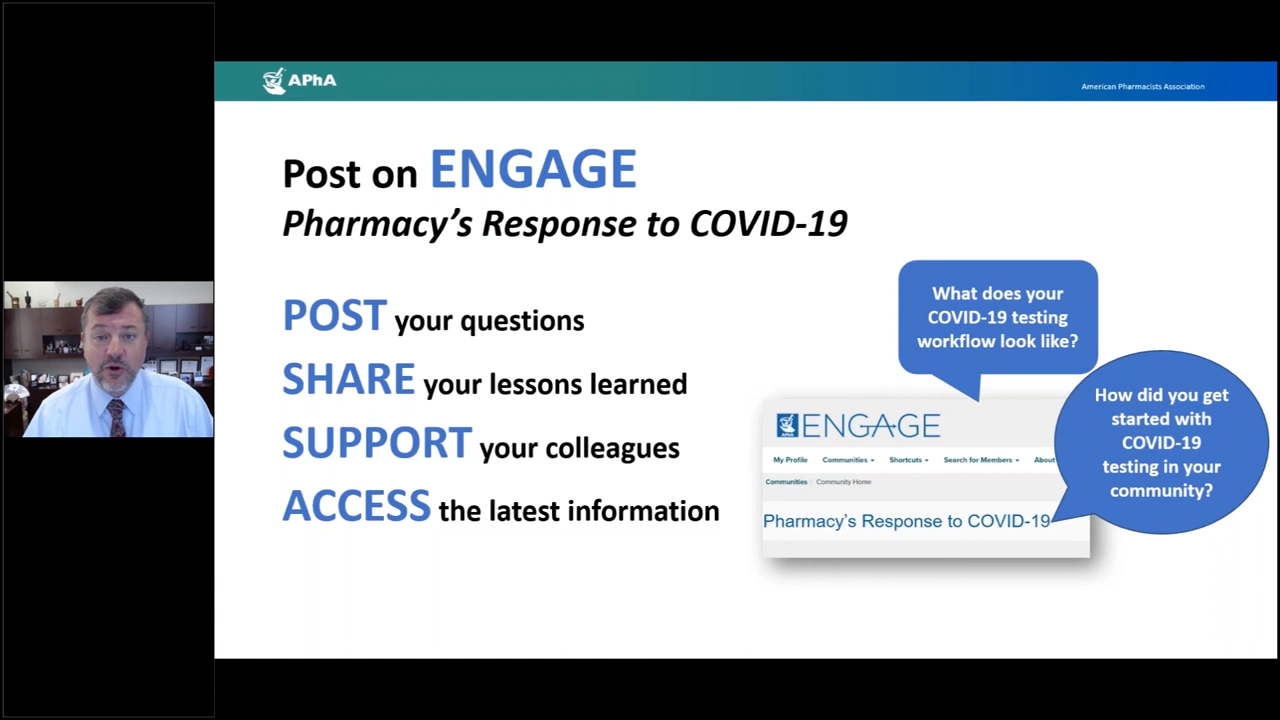 APhA
American Pharmacists Association
Post on ENGAGE
Pharmacy's Response to COVID-19
POST your questions
SHARE your lessons learned
SUPPORT your colleagues
ACCESS the latest information
What does your
COVID-19 testing
workflow look like?
How did you get
started with
COVID-19
testing in your
community?
APhA
ENGAGE
My Profile Communities Shortcuts Search for Members About
Communities Community Home
Pharmacy's Response to COVID-19